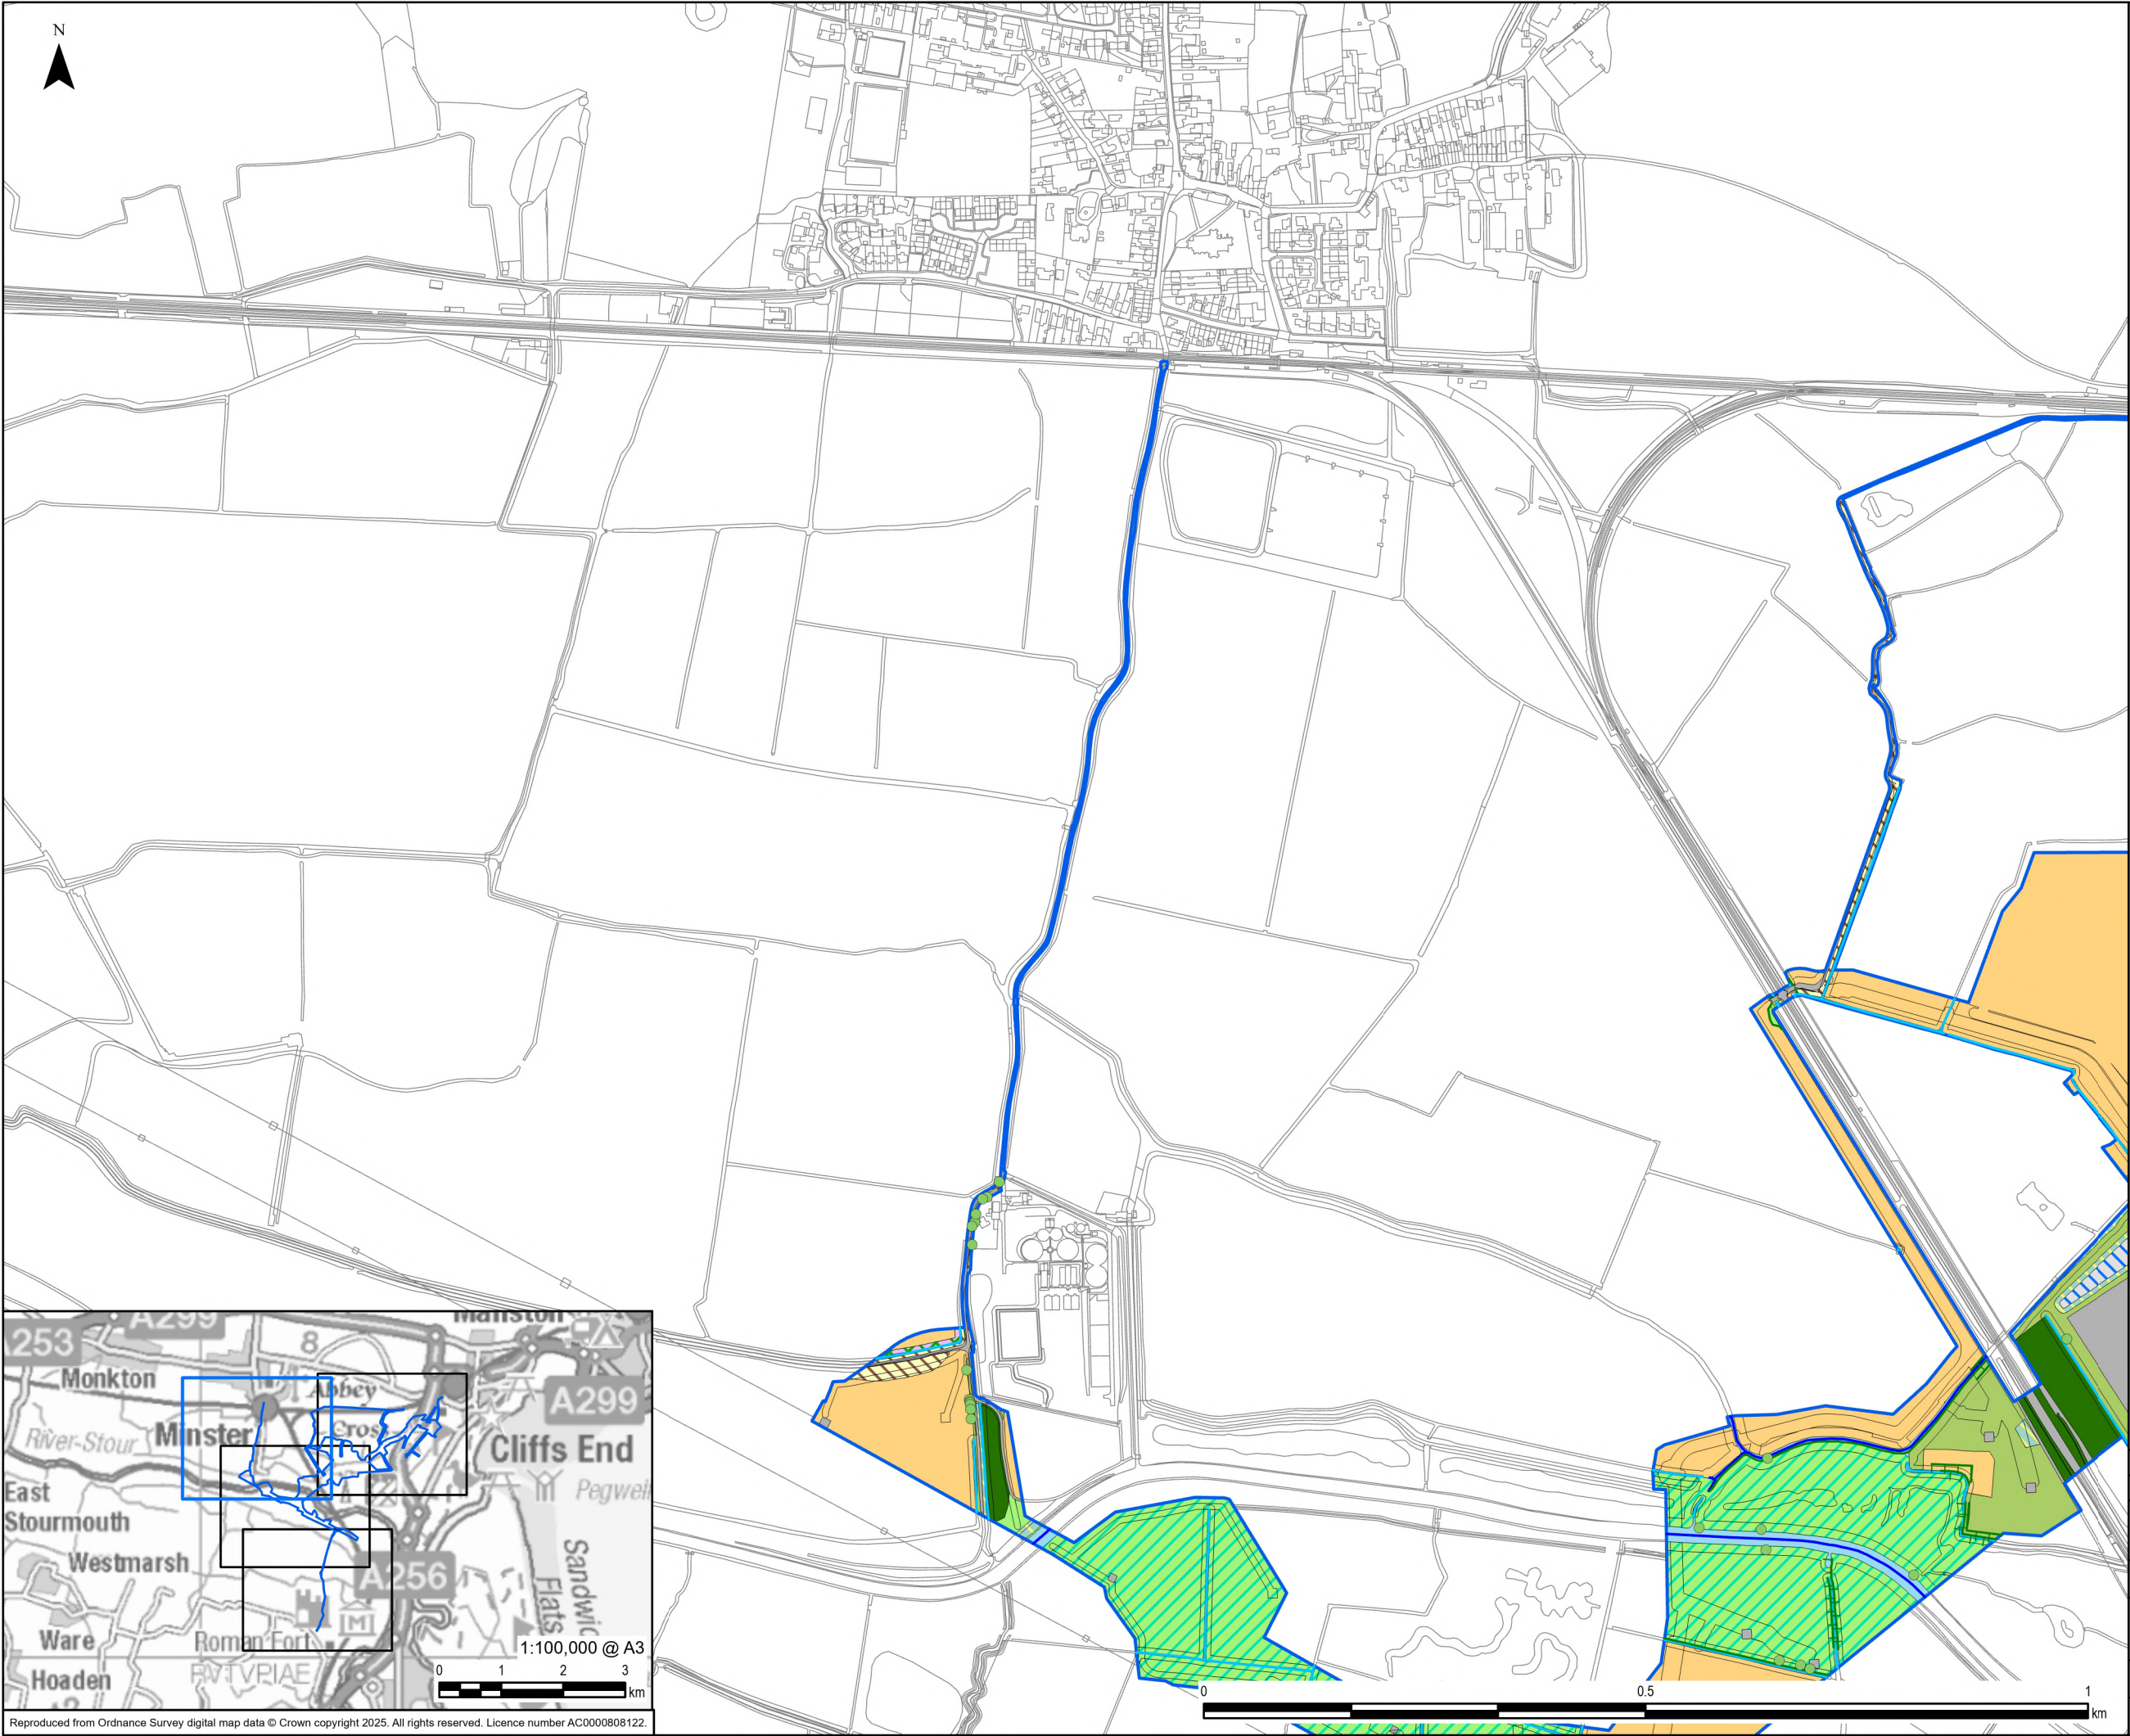 N
A299
Manston
A253
8
Monkton
Abbey
A299
Cross
River Stour
Minster
Cliffs End
Pegwell
East
Stourmouth
Westmarsh
A256
Sandwich
Flats
Ware
Roman Fort
1:100,000 @ A3
RVTVPIAE
Hoaden
0 1 2 3
km
0 0.5 1
km
Reproduced from Ordnance Survey digital map data © Crown copyright 2025. All rights reserved. Licence number AC0000808122.